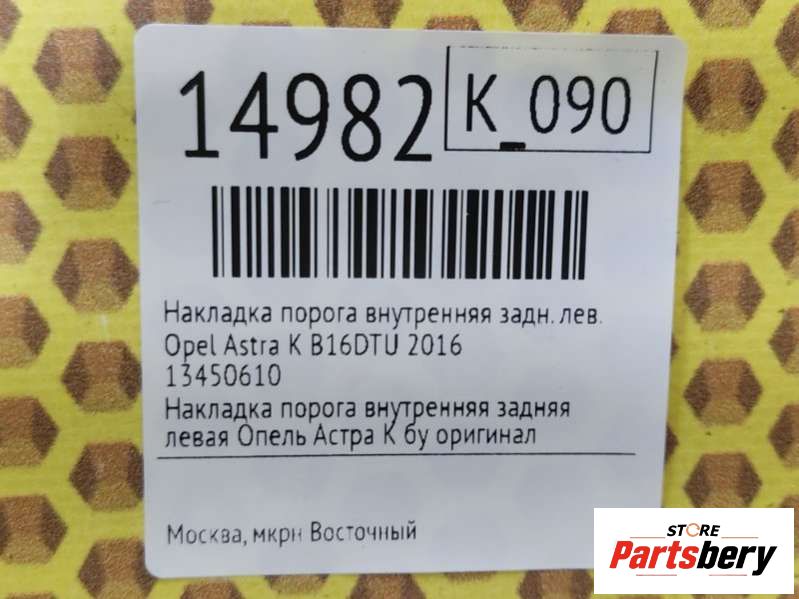 14982
K_090
Накладка порога внутренняя задн. лев.
Opel Astra K B16DTU 2016
13450610
Накладка порога внутренняя задняя
левая Опель Астра К бу оригинал
Москва, мкрн Восточный
STORE
Partsbery